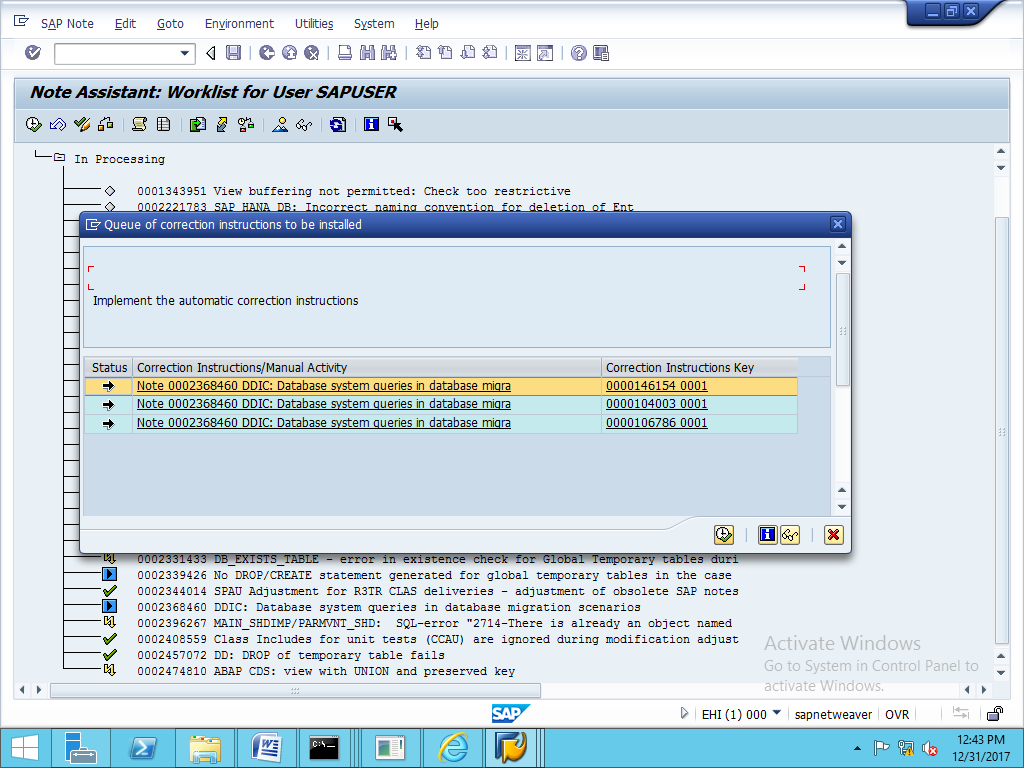 SAP Note Edit Goto Environment Utilities System Help
Note Assistant: Worklist for User SAPUSER
In Processing
0001343951 View buffering not permitted: Check too restrictive
0002221783 SAP HANA DB: Incorrect naming convention for deletion of Ent
Queue of correction instructions to be installed
Implement the automatic correction instructions
Status Correction Instructions/Manual Activity Correction Instructions Key
Note 0002368460 DDIC: Database system queries in database migra 0000146154 0001
Note 0002368460 DDIC: Database system queries in database migra 0000104003 0001
Note 0002368460 DDIC: Database system queries in database migra 0000106786 0001
0002331433 DB_EXISTS_TABLE - error in existence check for Global Temporary tables duri
0002339426 No DROP/CREATE statement generated for global temporary tables in the case
0002344014 SPAU Adjustment for R3TR CLAS deliveries - adjustment of obsolete SAP notes
0002368460 DDIC: Database system queries in database migration scenarios
0002396267 MAIN_SHDIMP/PARMVNT_SHD: SQL-error "2714-There is already an object named
0002408559 Class Includes for unit tests (CCAU) are ignored during modification adjust
0002457072 DD: DROP of temporary table fails
0002474810 ABAP CDS: view with UNION and preserved key
Activate Windows
Go to System in Control Panel to
activate Windows.
SAP EHI (1) 000 sapnetweaver OVR
12:43 PM
12/31/2017